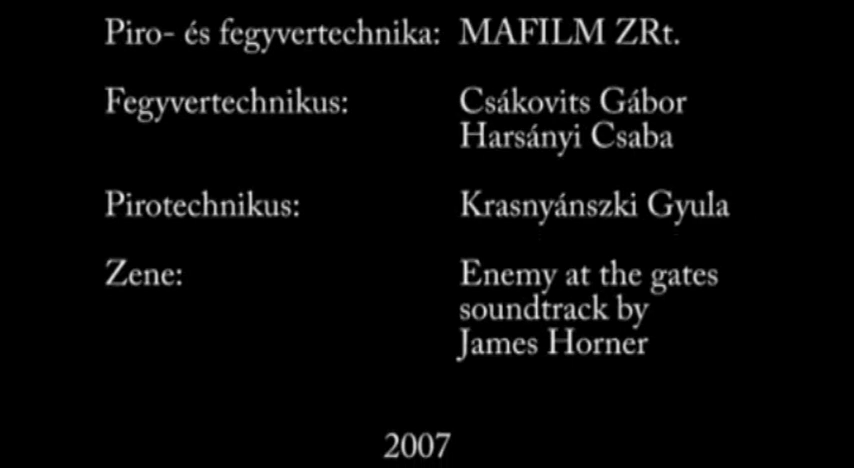 Piro- és fegyvertechnika: MAFILM ZRt.
Fegyvertechnikus: Csákovits Gábor
Harsányi Csaba
Pirotechnikus: Krasnyánszki Gyula
Zene: Enemy at the gates
soundtrack by
James Horner
2007